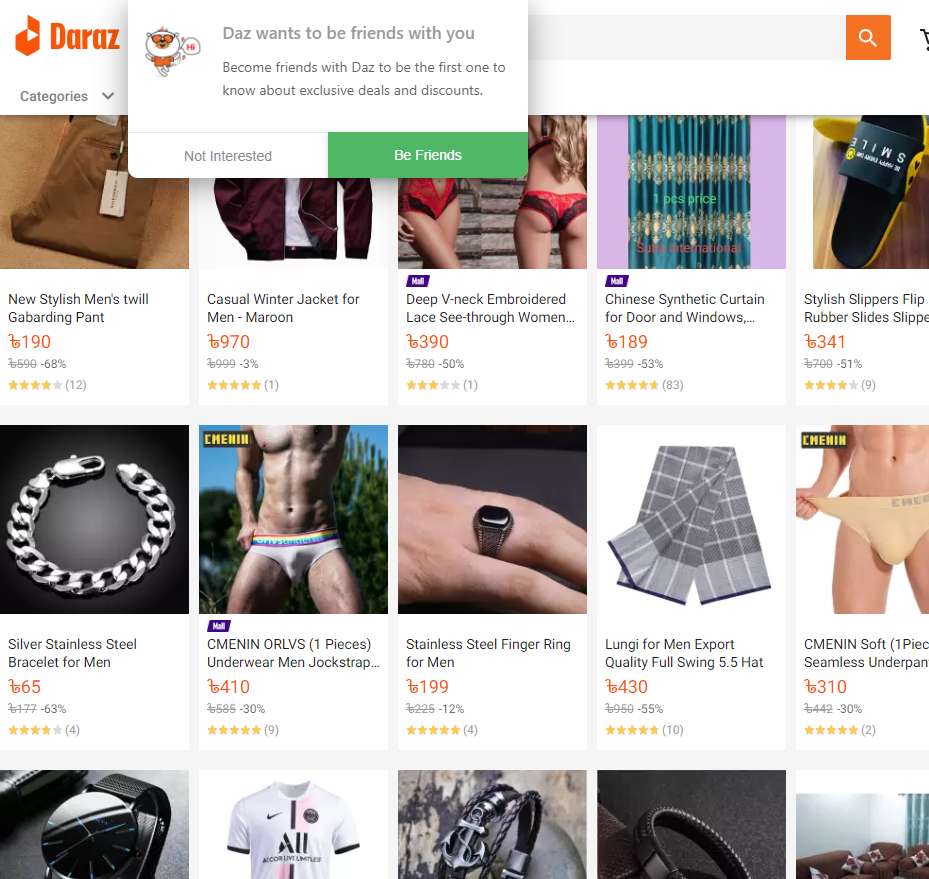 Daraz
Categories
Hi
Daz wants to be friends with you
Become friends with Daz to be the first one to
know about exclusive deals and discounts.
Not Interested
Be Friends
1 pcs price
BE HAPPY EVERY DAY
SMILE
Mall
Mall
New Stylish Men's twill
Gabarding Pant
৳190
৳590 -68%
(12)
Casual Winter Jacket for
Men - Maroon
৳970
৳999 -3%
(1)
Deep V-neck Embroidered
Lace See-through Women...
৳390
৳780 -50%
(1)
Chinese Synthetic Curtain
for Door and Windows,...
৳189
৳399 -53%
(83)
Stylish Slippers Flip
Rubber Slides Slippe
৳341
৳700 -51%
(9)
CMENIN
CMENIN
Mall
Silver Stainless Steel
Bracelet for Men
৳65
৳177 -63%
(4)
CMENIN ORLVS (1 Pieces)
Underwear Men Jockstrap...
৳410
৳585 -30%
(9)
Stainless Steel Finger Ring
for Men
৳199
৳225 -12%
(4)
Lungi for Men Export
Quality Full Swing 5.5 Hat
৳430
৳950 -55%
(10)
CMENIN Soft (1Piec
Seamless Underpan
৳310
৳442 -30%
(2)
ALL
ACCOR LIVE LIMITLESS